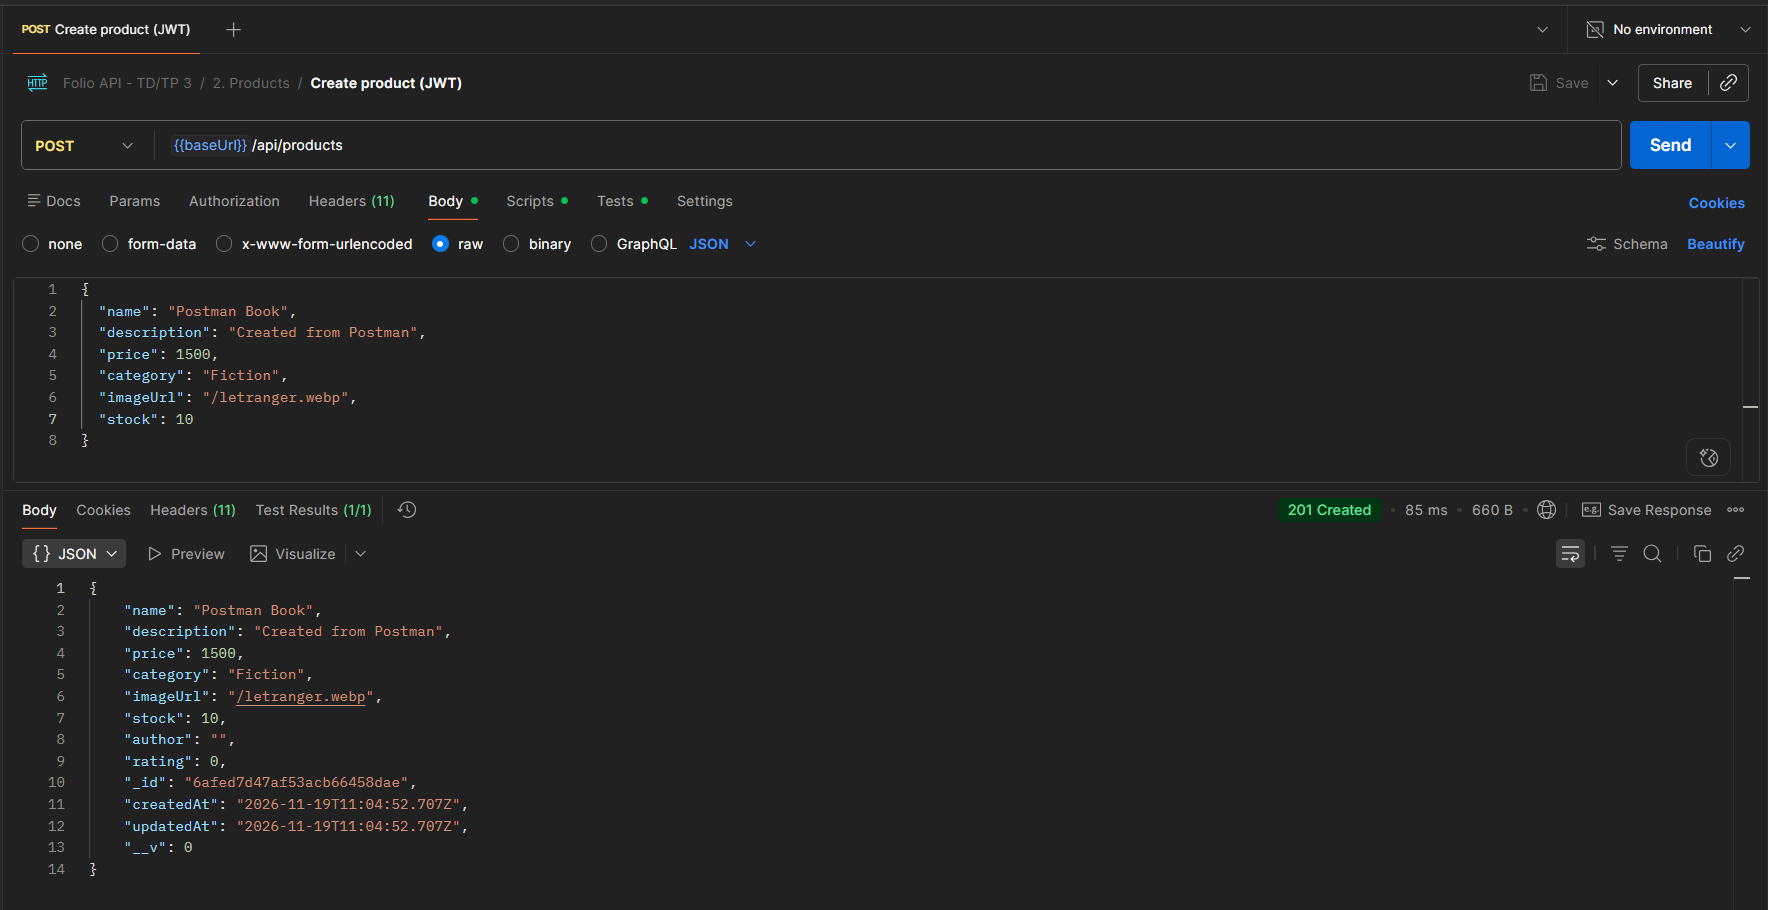 POST Create product (JWT)
No environment
HTTP Folio API - TD/TP 3 / 2. Products / Create product (JWT)
Save
Share
POST
{{baseUrl}} /api/products
Send
Docs Params Authorization Headers (11) Body Scripts Tests Settings
Cookies
none form-data x-www-form-urlencoded raw binary GraphQL JSON
Schema Beautify
1 {
2 "name": "Postman Book",
3 "description": "Created from Postman",
4 "price": 1500,
5 "category": "Fiction",
6 "imageUrl": "/letranger.webp",
7 "stock": 10
8 }
Body Cookies Headers (11) Test Results (1/1)
201 Created • 85 ms • 660 B •
e.g. Save Response
{} JSON Preview Visualize
1 {
2 "name": "Postman Book",
3 "description": "Created from Postman",
4 "price": 1500,
5 "category": "Fiction",
6 "imageUrl": "/letranger.webp",
7 "stock": 10,
8 "author": "",
9 "rating": 0,
10 "_id": "6afed7d47af53acb66458dae",
11 "createdAt": "2026-11-19T11:04:52.707Z",
12 "updatedAt": "2026-11-19T11:04:52.707Z",
13 "__v": 0
14 }